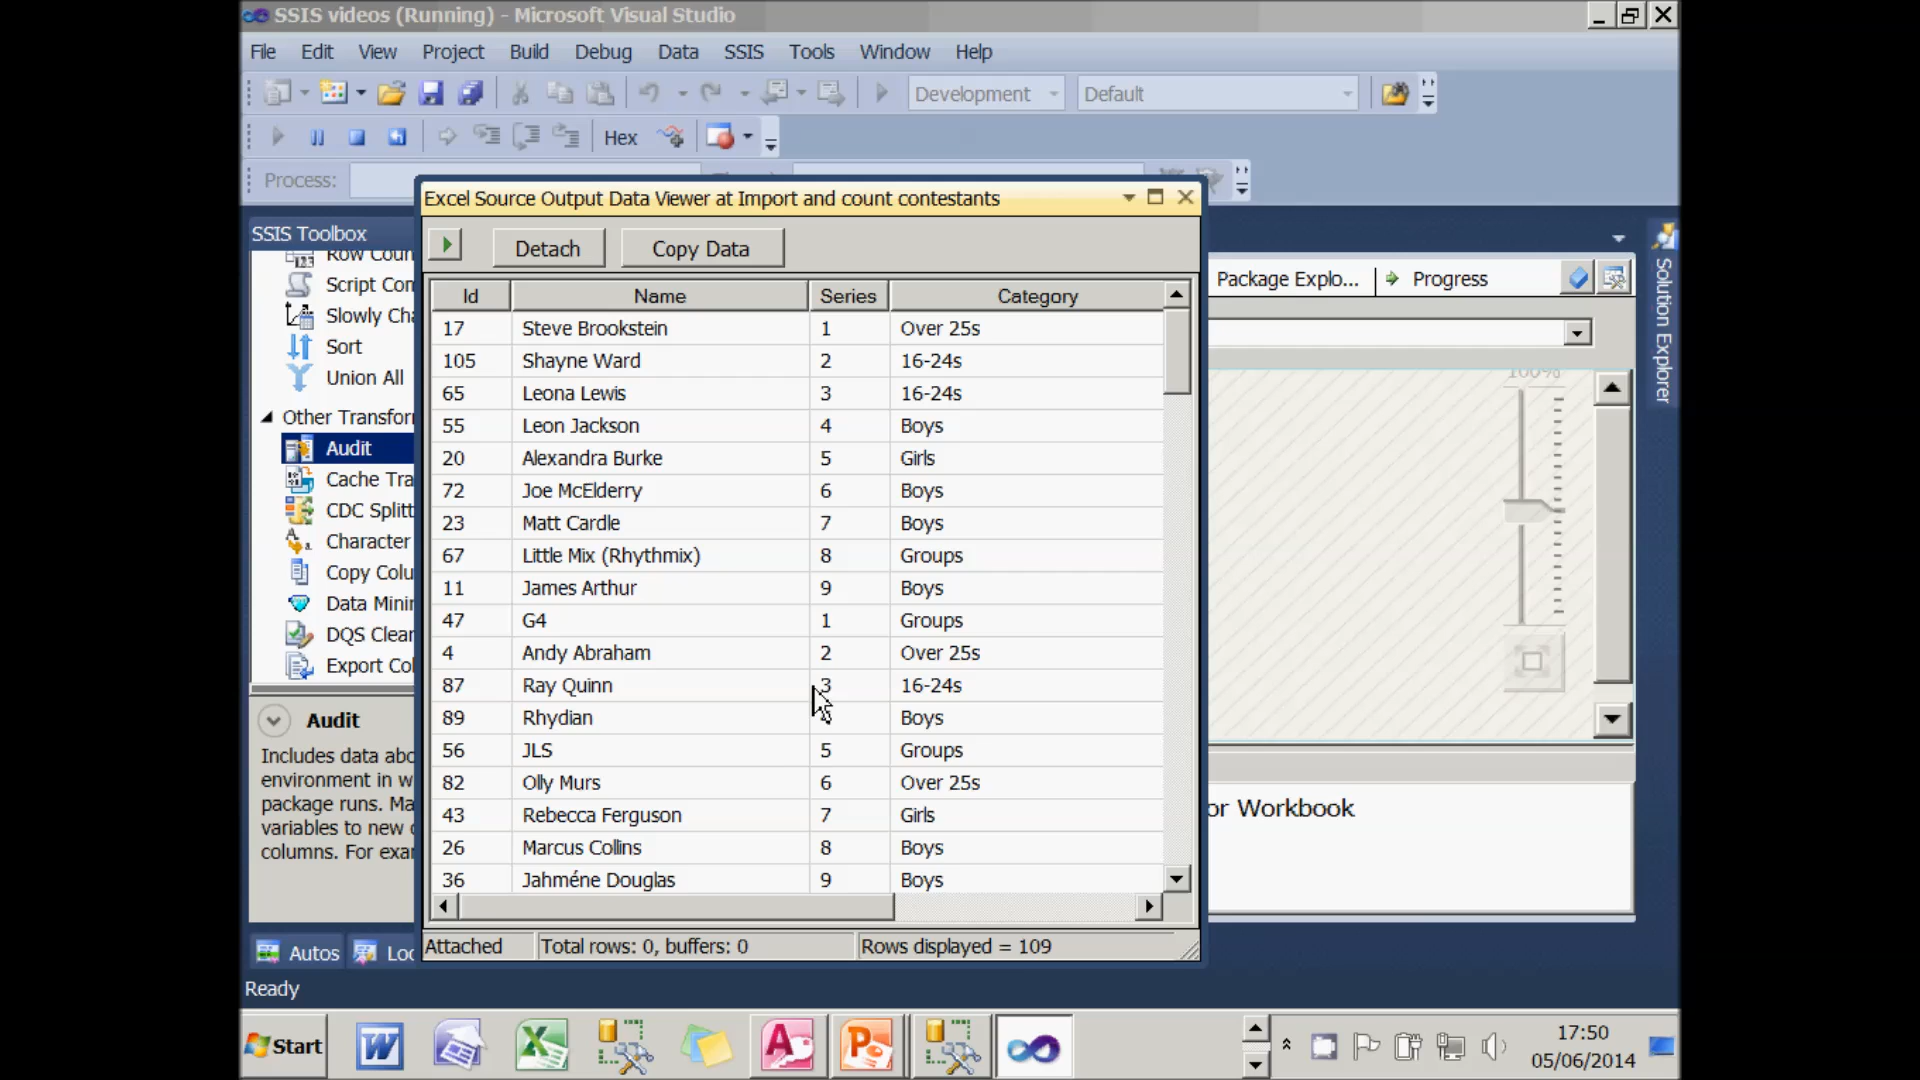 SSIS videos (Running) - Microsoft Visual Studio
File Edit View Project Build Debug Data SSIS Tools Window Help
Development Default
Hex
Process:
Excel Source Output Data Viewer at Import and count contestants
SSIS Toolbox
Detach Copy Data
Row Coun
Script Con
Slowly Cha
Sort
Union All
Other Transfor
Audit
Cache Tra
CDC Splitt
Character
Copy Colu
Data Minin
DQS Clear
Export Col
Id Name Series Category
17 Steve Brookstein 1 Over 25s
105 Shayne Ward 2 16-24s
65 Leona Lewis 3 16-24s
55 Leon Jackson 4 Boys
20 Alexandra Burke 5 Girls
72 Joe McElderry 6 Boys
23 Matt Cardle 7 Boys
67 Little Mix (Rhythmix) 8 Groups
11 James Arthur 9 Boys
47 G4 1 Groups
4 Andy Abraham 2 Over 25s
87 Ray Quinn 3 16-24s
89 Rhydian Boys
56 JLS 5 Groups
82 Olly Murs 6 Over 25s
43 Rebecca Ferguson 7 Girls
26 Marcus Collins 8 Boys
36 Jahméne Douglas 9 Boys
Attached Total rows: 0, buffers: 0 Rows displayed = 109
Package Explo... Progress
Solution Explorer
100%
or Workbook
Audit
Includes data abo
environment in w
package runs. Ma
variables to new c
columns. For exar
Autos Loc
Ready
Start
17:50
05/06/2014